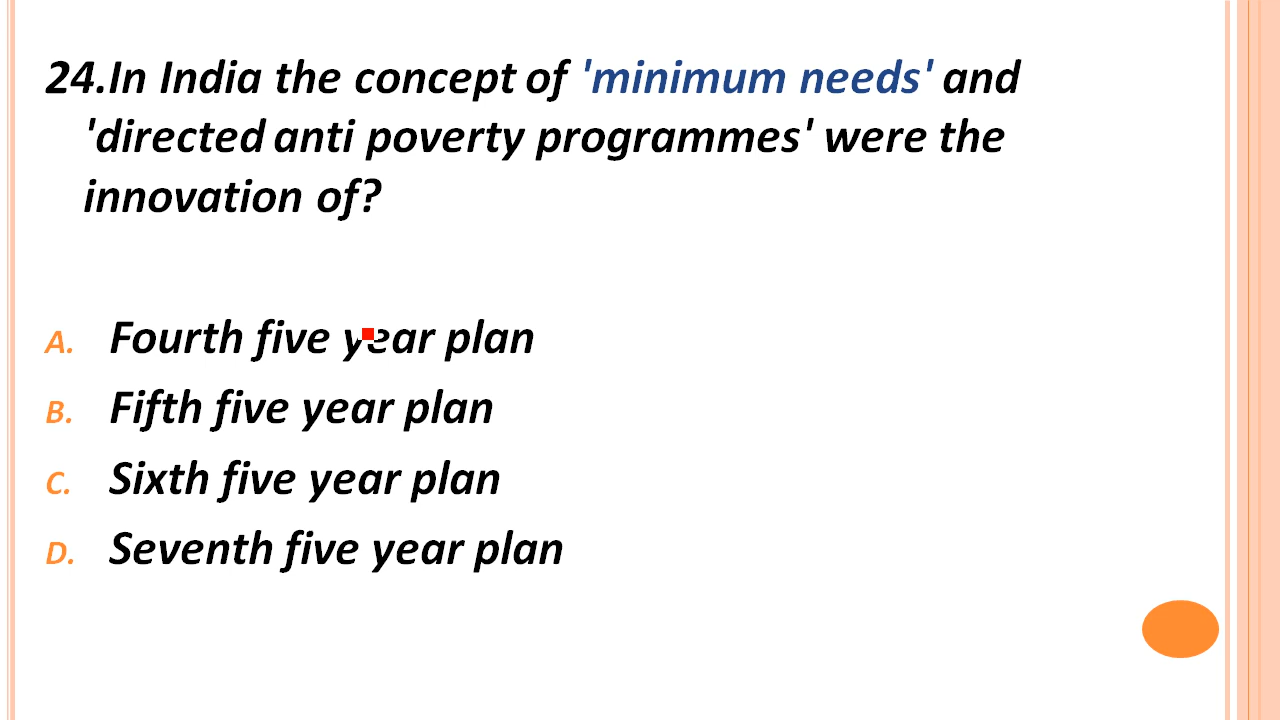 24.In India the concept of 'minimum needs' and
'directed anti poverty programmes' were the
innovation of?
A. Fourth five year plan
B. Fifth five year plan
C. Sixth five year plan
D. Seventh five year plan